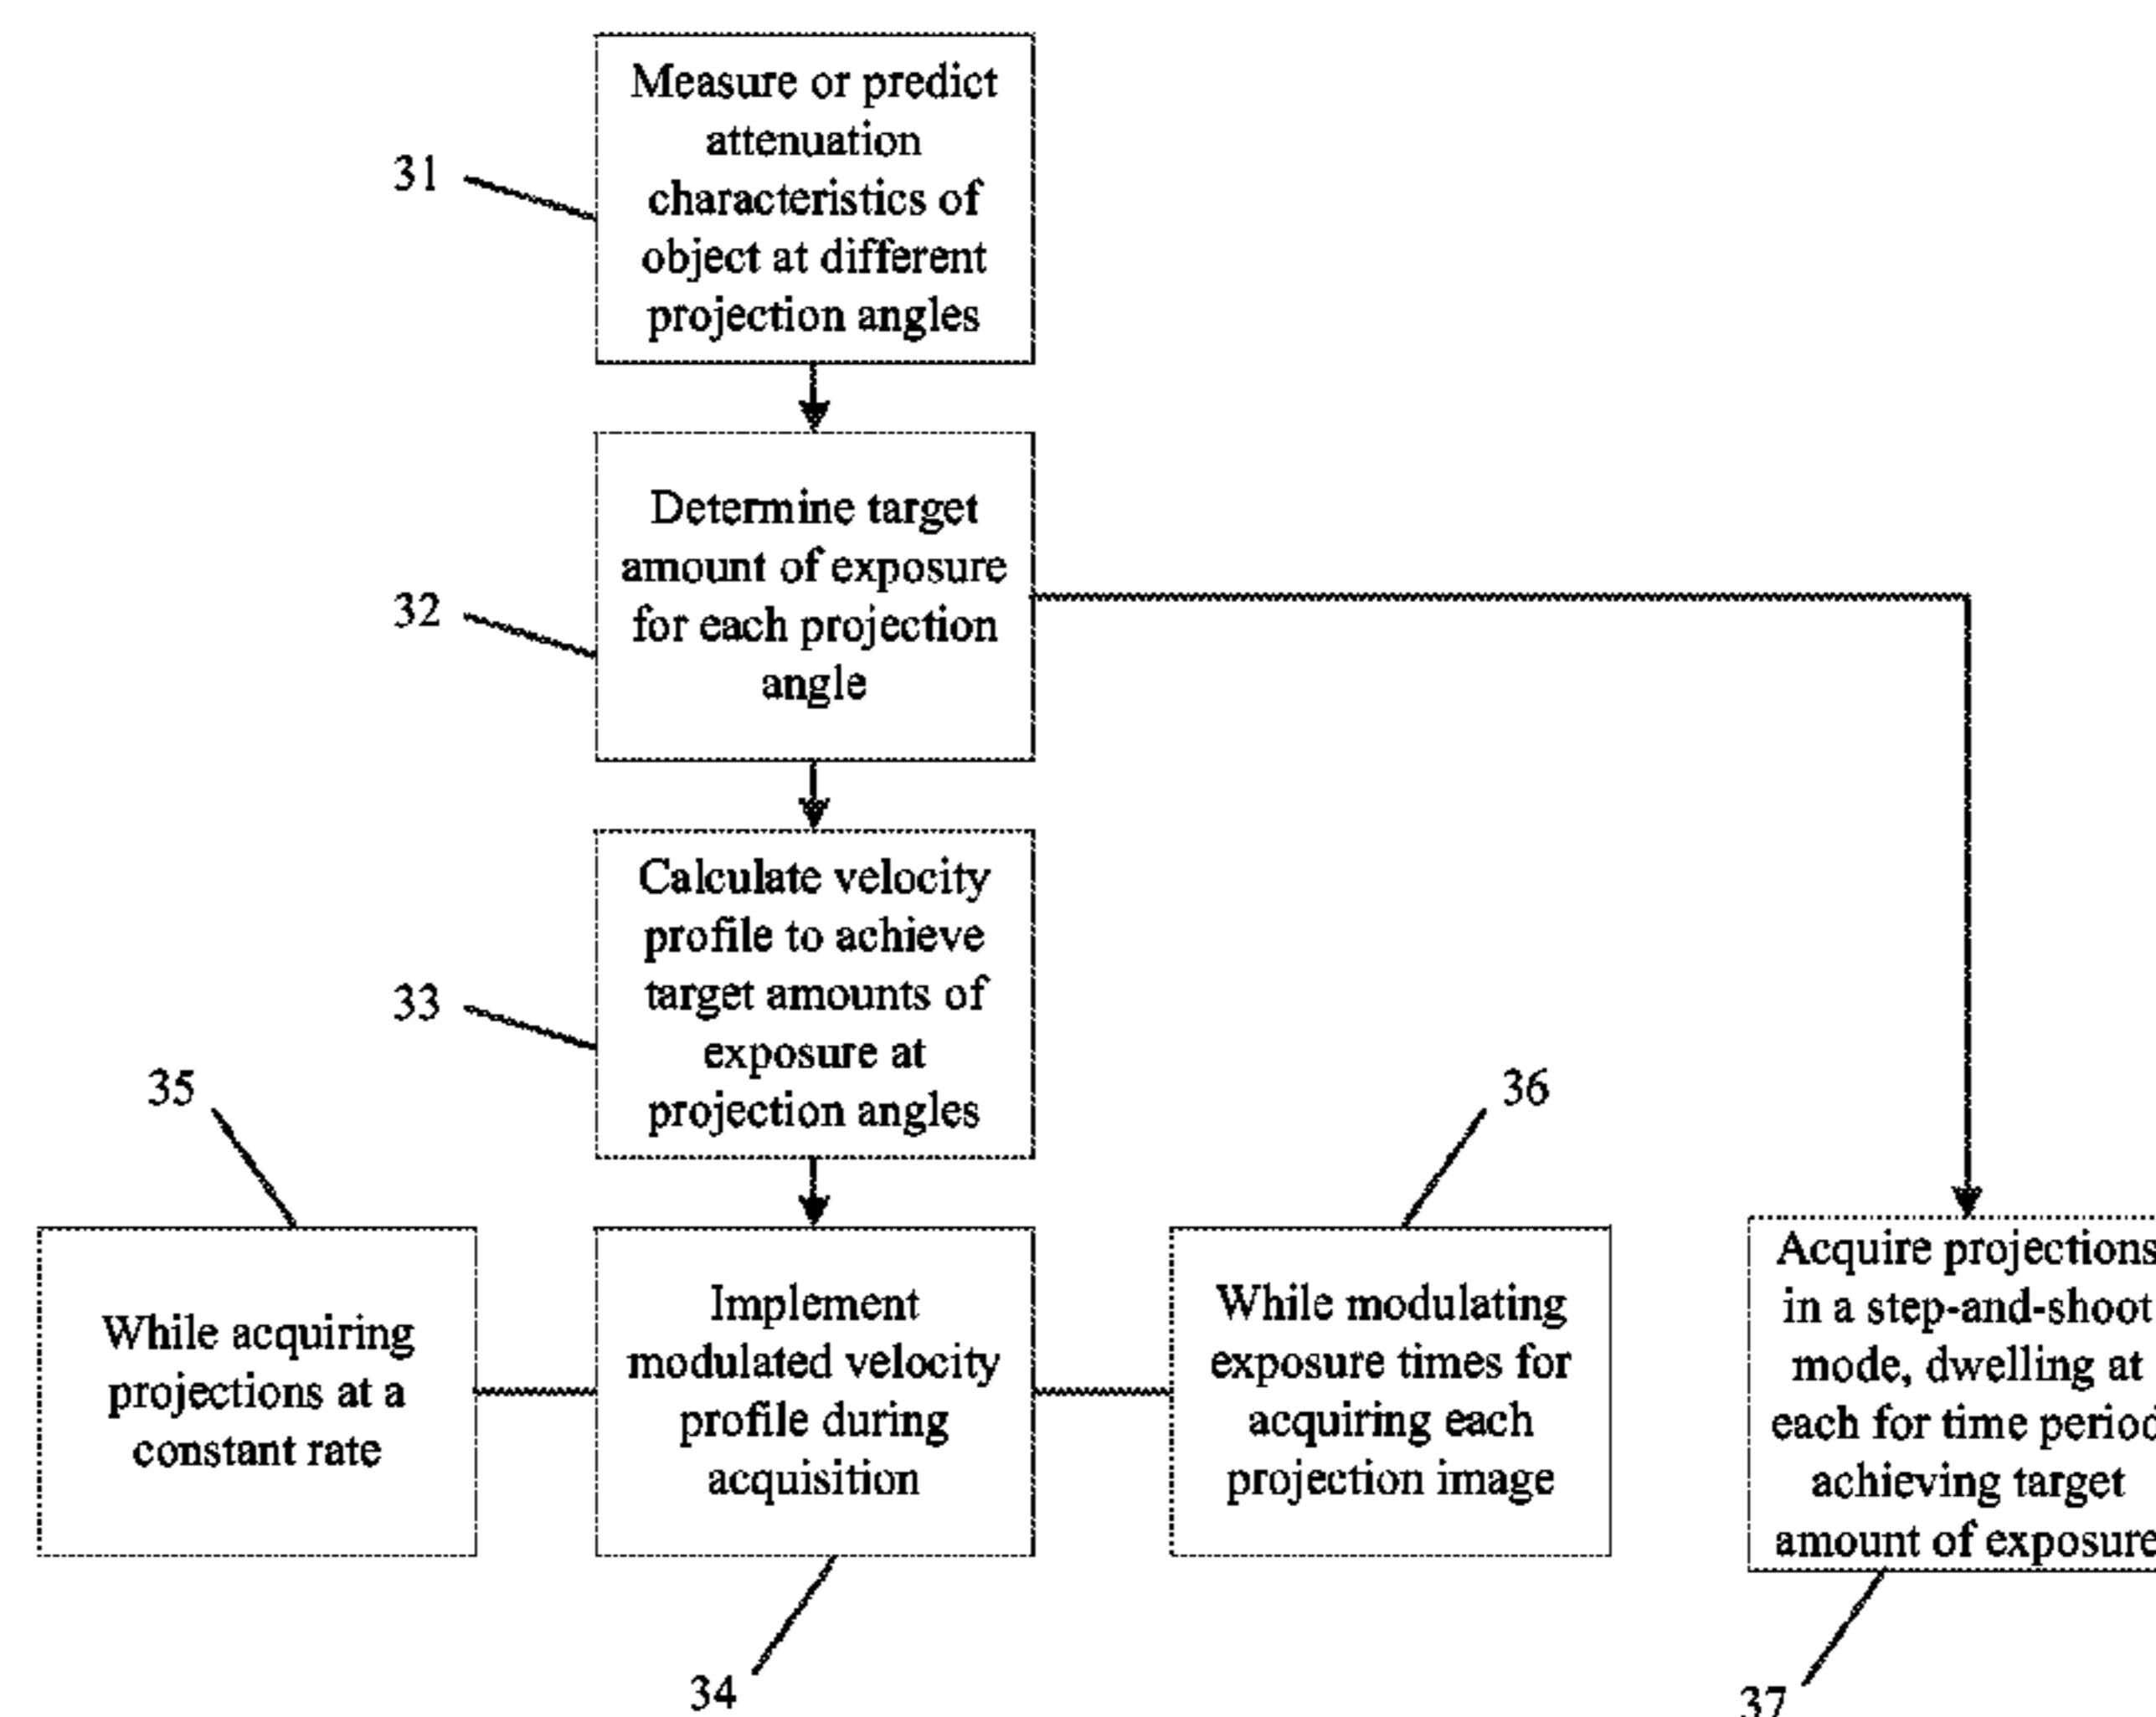 Measure or predict
attenuation
characteristics of
object at different
projection angles
31
Determine target
amount of exposure
for each projection
angle
32
Calculate velocity
profile to achieve
target amounts of
exposure at
projection angles
33
35
36
While acquiring
projections at a
constant rate
Implement
modulated velocity
profile during
acquisition
While modulating
exposure times for
acquiring each
projection image
Acquire projections
in a step-and-shoot
mode, dwelling at
each for time period
achieving target
amount of exposure
34
37